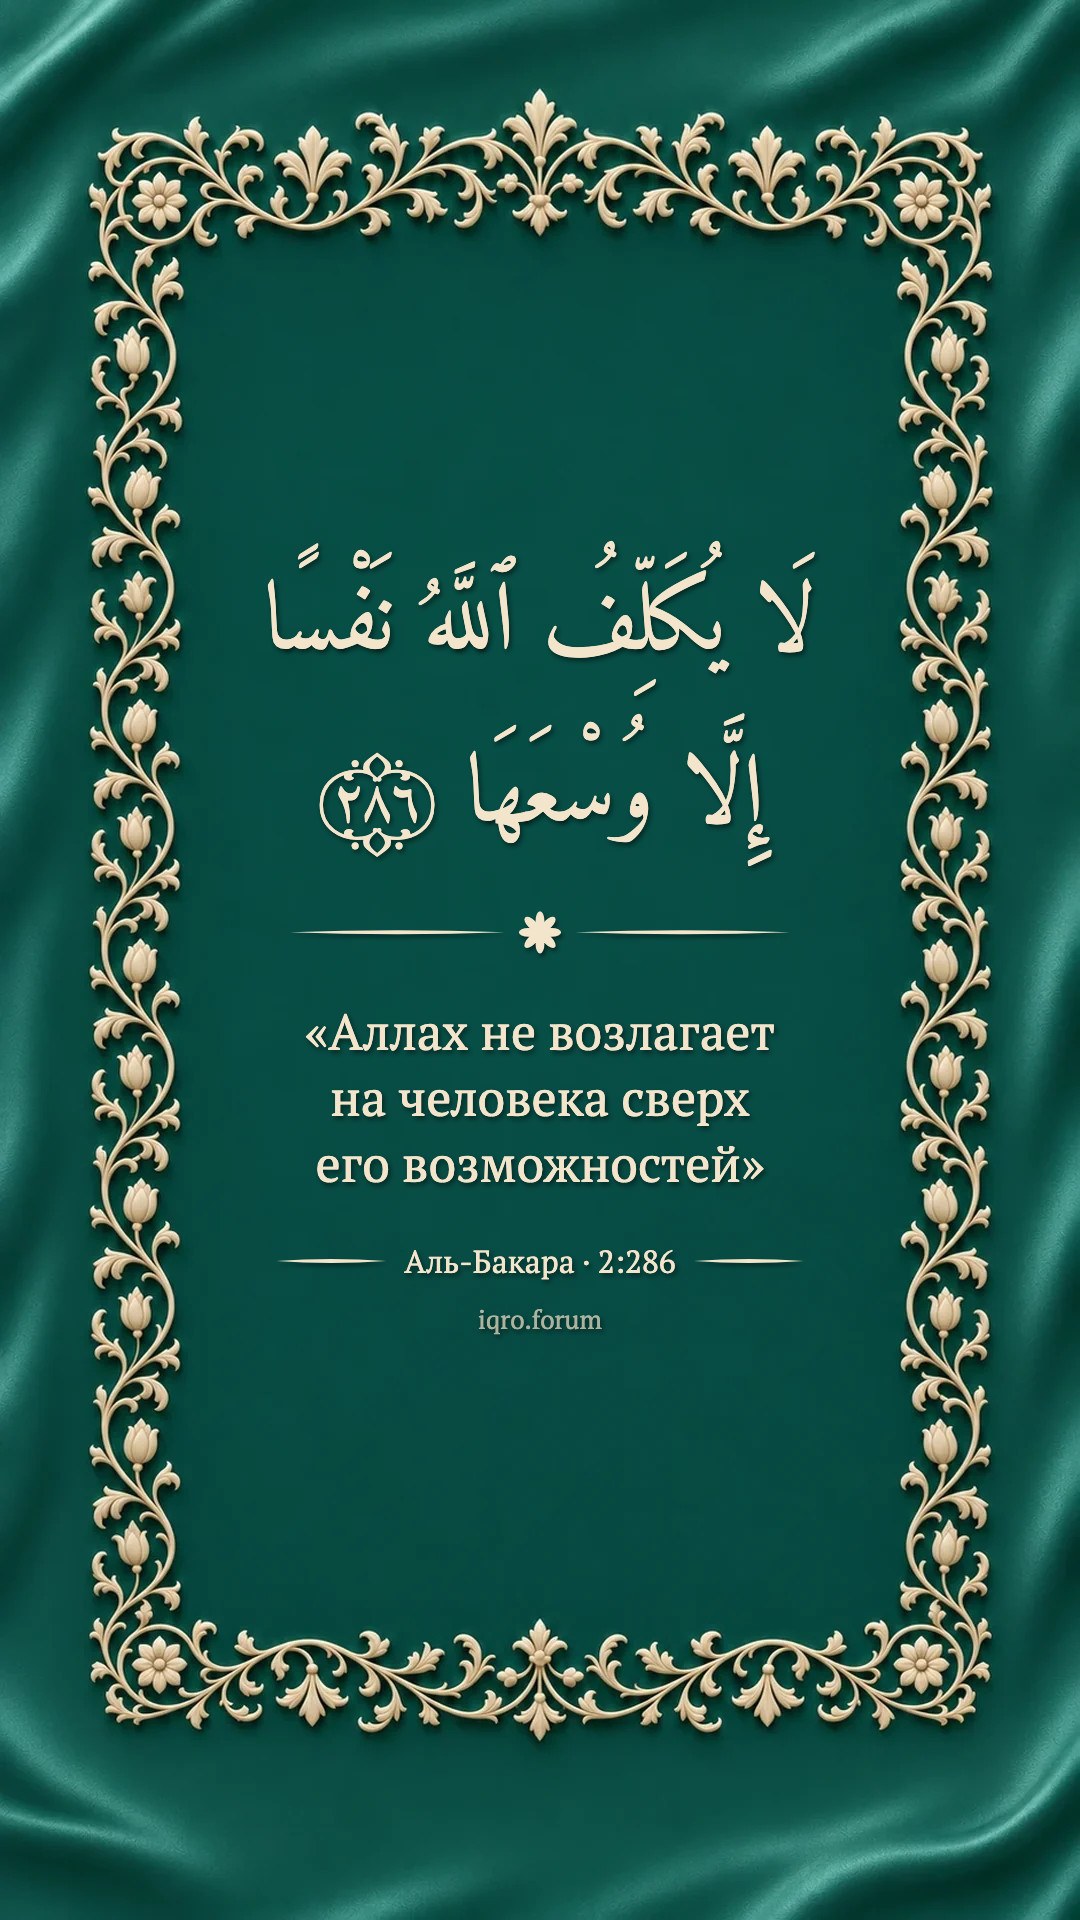 لَا يُكَلِّفُ ٱللَّهُ نَفْسًا
إِلَّا وُسْعَهَا ۝٢٨٦
«Аллах не возлагает
на человека сверх
его возможностей»
Аль-Бакара · 2:286
iqro.forum